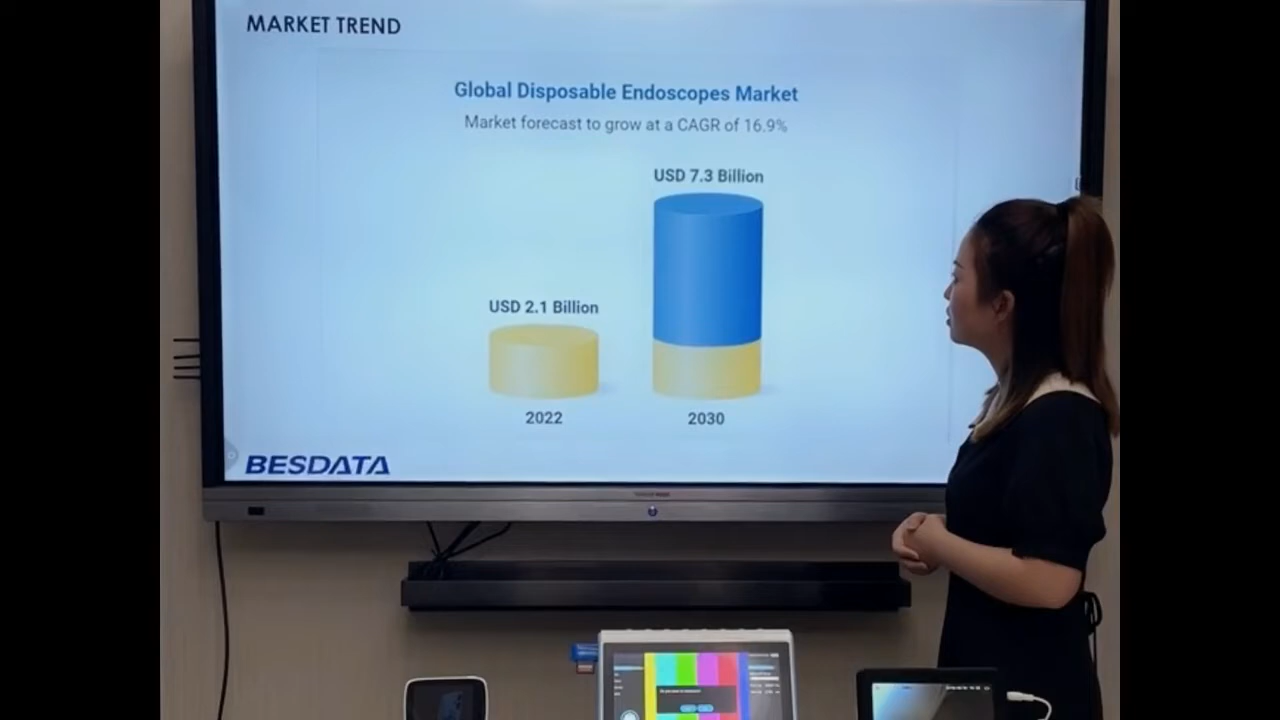 MARKET TREND
Global Disposable Endoscopes Market
Market forecast to grow at a CAGR of 16.9%
USD 7.3 Billion
USD 2.1 Billion
2022
2030
BESDATA